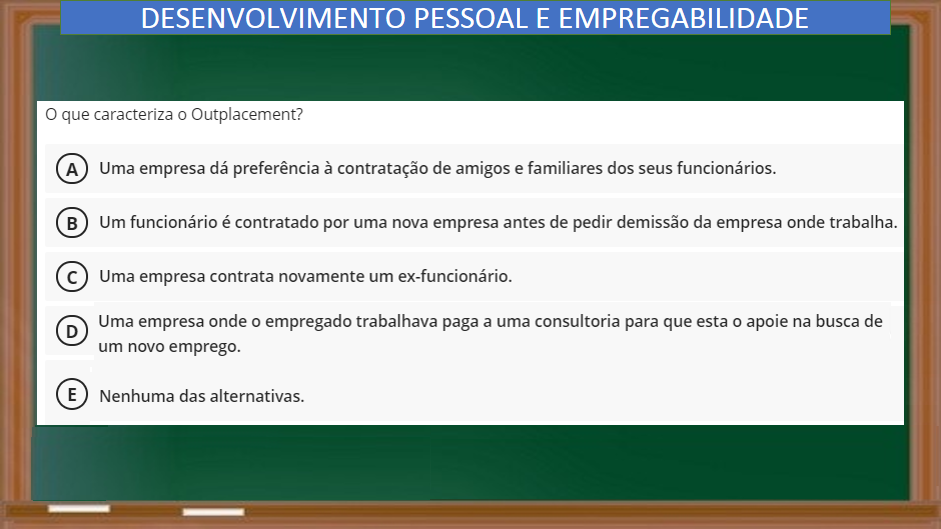 DESENVOLVIMENTO PESSOAL E EMPREGABILIDADE
O que caracteriza o Outplacement?
A Uma empresa dá preferência à contratação de amigos e familiares dos seus funcionários.
B Um funcionário é contratado por uma nova empresa antes de pedir demissão da empresa onde trabalha.
C Uma empresa contrata novamente um ex-funcionário.
D Uma empresa onde o empregado trabalhava paga a uma consultoria para que esta o apoie na busca de
um novo emprego.
E Nenhuma das alternativas.